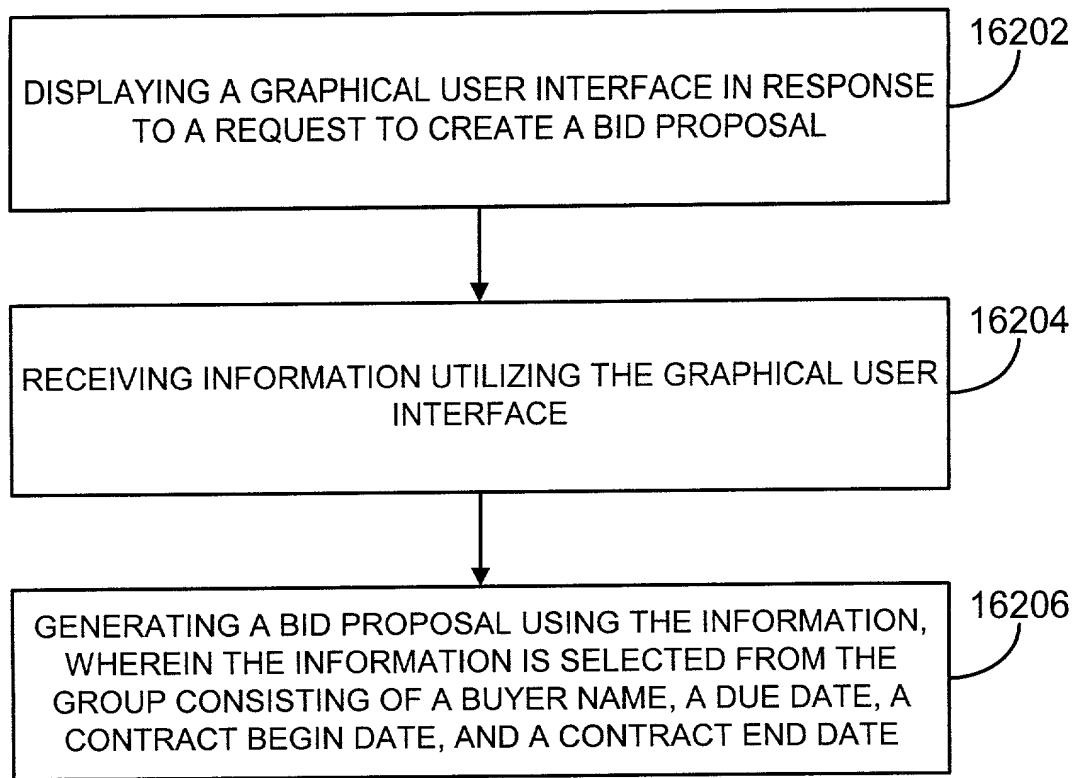 16202
DISPLAYING A GRAPHICAL USER INTERFACE IN RESPONSE
TO A REQUEST TO CREATE A BID PROPOSAL
16204
RECEIVING INFORMATION UTILIZING THE GRAPHICAL USER
INTERFACE
16206
GENERATING A BID PROPOSAL USING THE INFORMATION,
WHEREIN THE INFORMATION IS SELECTED FROM THE
GROUP CONSISTING OF A BUYER NAME, A DUE DATE, A
CONTRACT BEGIN DATE, AND A CONTRACT END DATE